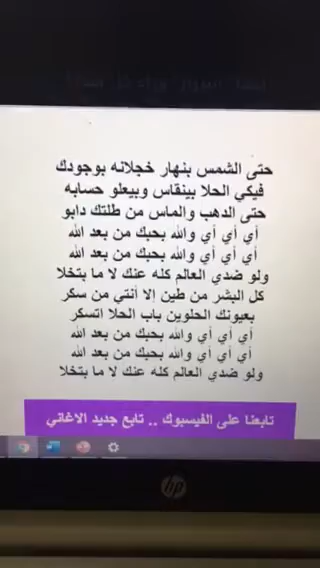 حتى الشمس بنهار خجلانه بوجودك
فيكي الحلا بينقاس وبيعلو حسابه
حتى الدهب والماس من طلتك دابو
أي أي أي والله بحبك من بعد الله
أي أي أي والله بحبك من بعد الله
ولو ضدي العالم كله عنك لا ما بتخلا
كل البشر من طين إلا أنتي من سكر
بعيونك الحلوين باب الحلا اتسكر
أي أي أي والله بحبك من بعد الله
أي أي أي والله بحبك من بعد الله
ولو ضدي العالم كله عنك لا ما بتخلا
تابعنا على الفيسبوك .. تابع جديد الاغاني
hp